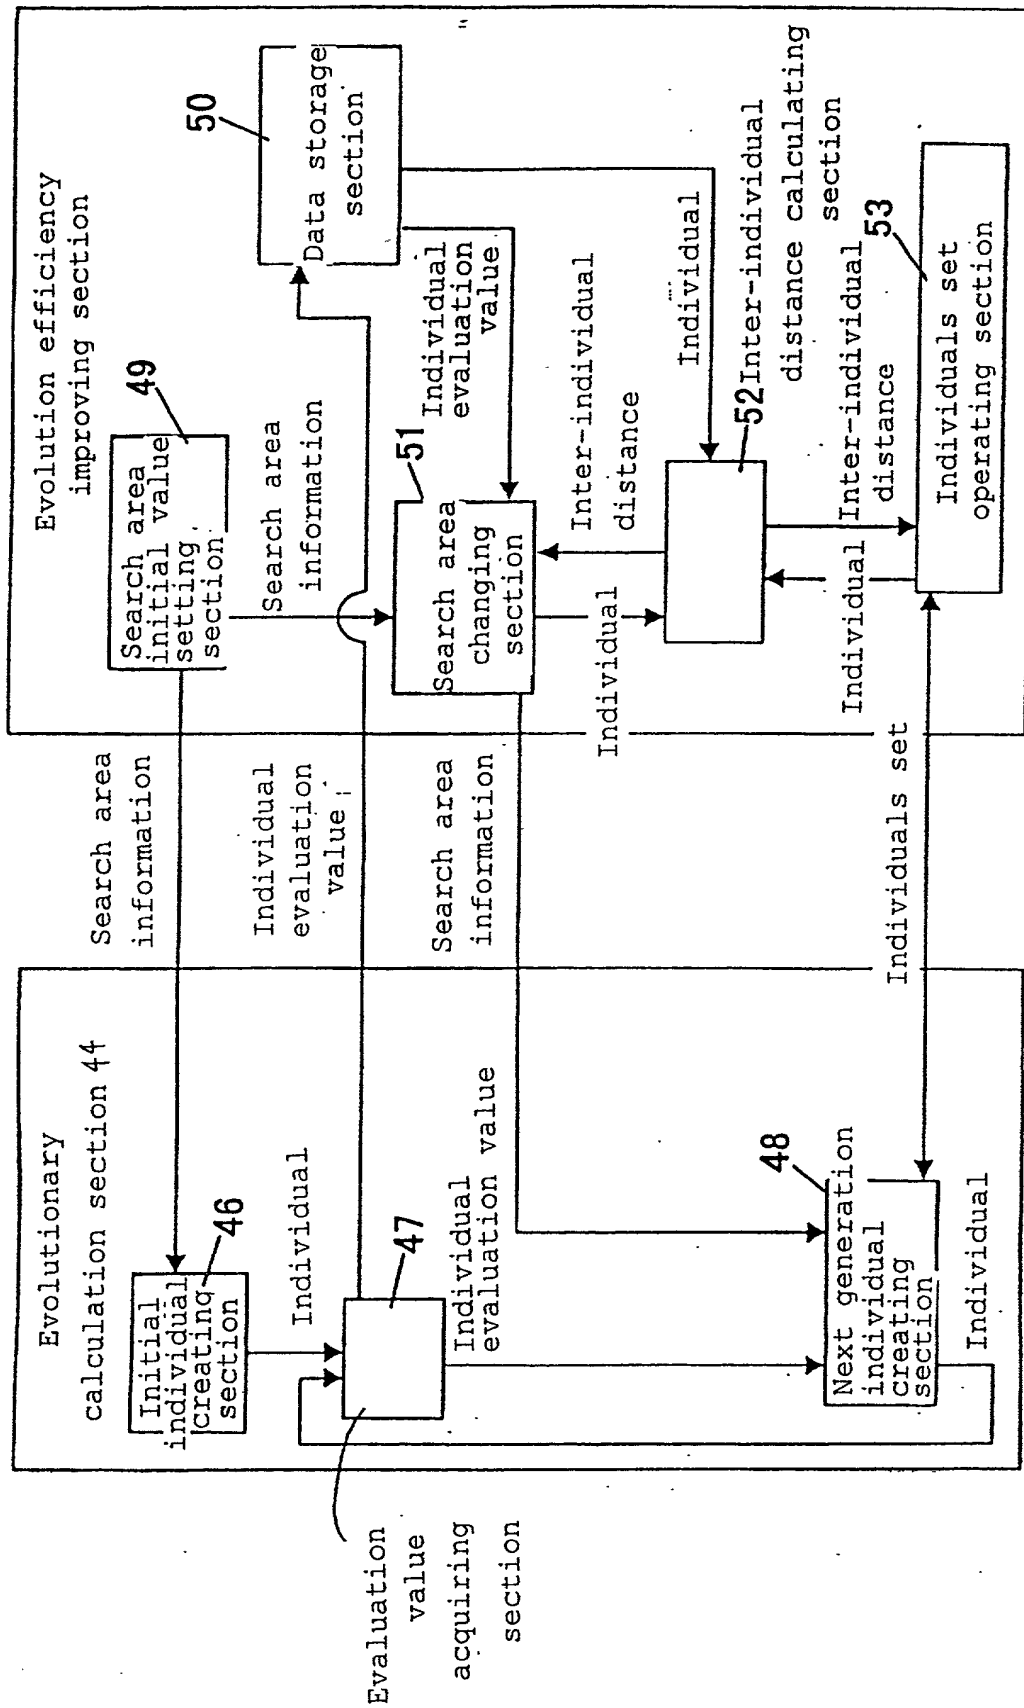 Evolutionary
calculation section 44
Initial
individual
creating
section
46
Individual
47
Evaluation
value
acquiring
section
Individual
evaluation value
48
Next generation
individual
creating
section
Individual
Search area
information
Individual
evaluation
value
Search area
information
Individuals set
Evolution efficiency
improving section
49
Search area
initial value
setting
section
Search area
information
50
Data storage
section
Individual
evaluation
value
51
Search area
changing
section
Inter-individual
distance
Individual
Individual
52
Inter-individual
distance calculating
section
Inter-individual
distance
Individual
53
Individuals set
operating section